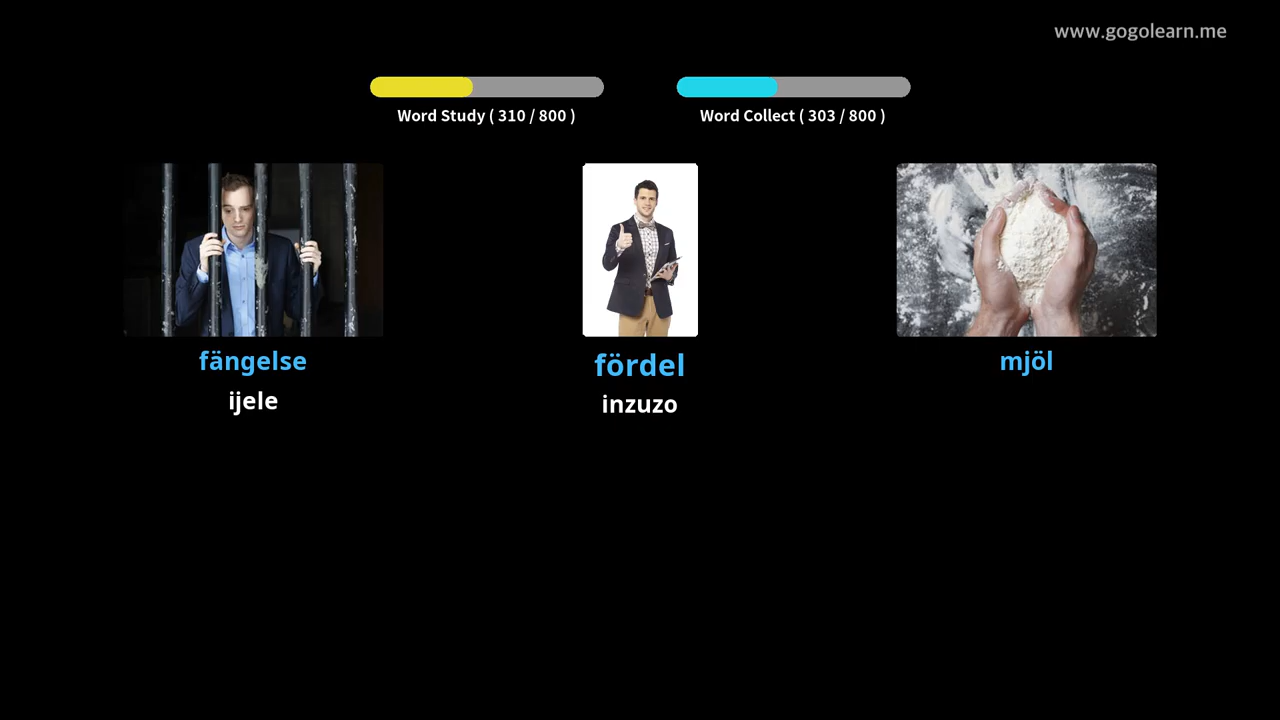 www.gogolearn.me
Word Study ( 310 / 800 )
Word Collect ( 303 / 800 )
fängelse
ijele
fördel
inzuzo
mjöl